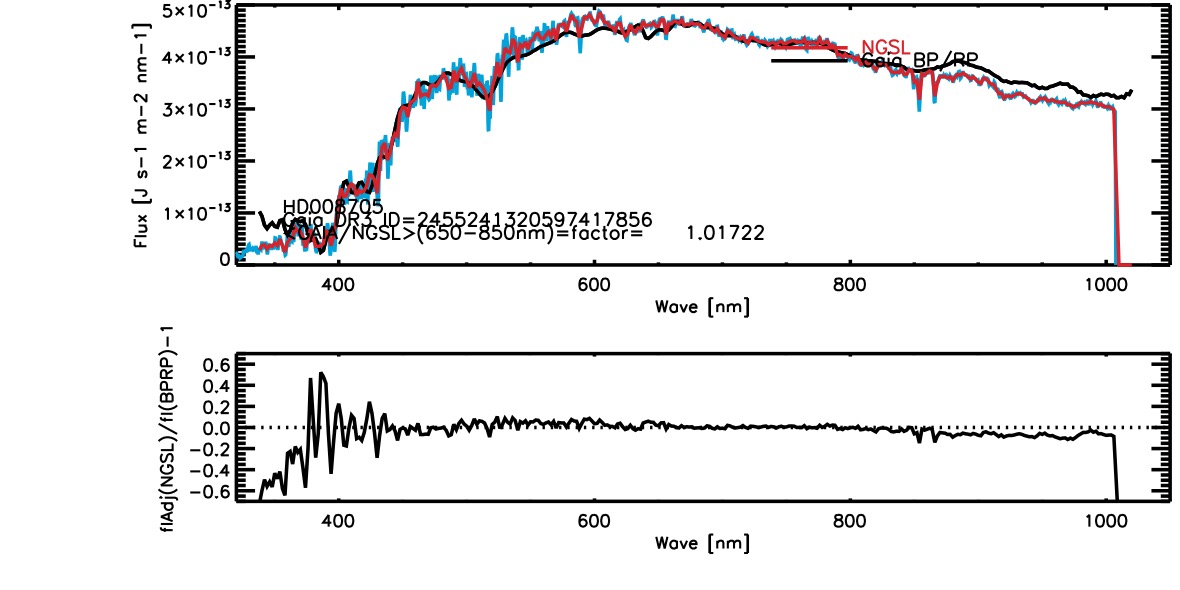 5×10−13
4×10−13
3×10−13
2×10−13
1×10−13
0
Flux [J s−1 m−2 nm−1]
NGSL
Gaia BP/RP
HD008705
Gaia DR3 ID=2455241320597417856
<GAIA/NGSL>(650−850nm)=factor= 1.01722
400 600 800 1000
Wave [nm]
0.6
0.4
0.2
0.0
−0.2
−0.4
−0.6
flAdj(NGSL)/fl(BPRP)−1
400 600 800 1000
Wave [nm]